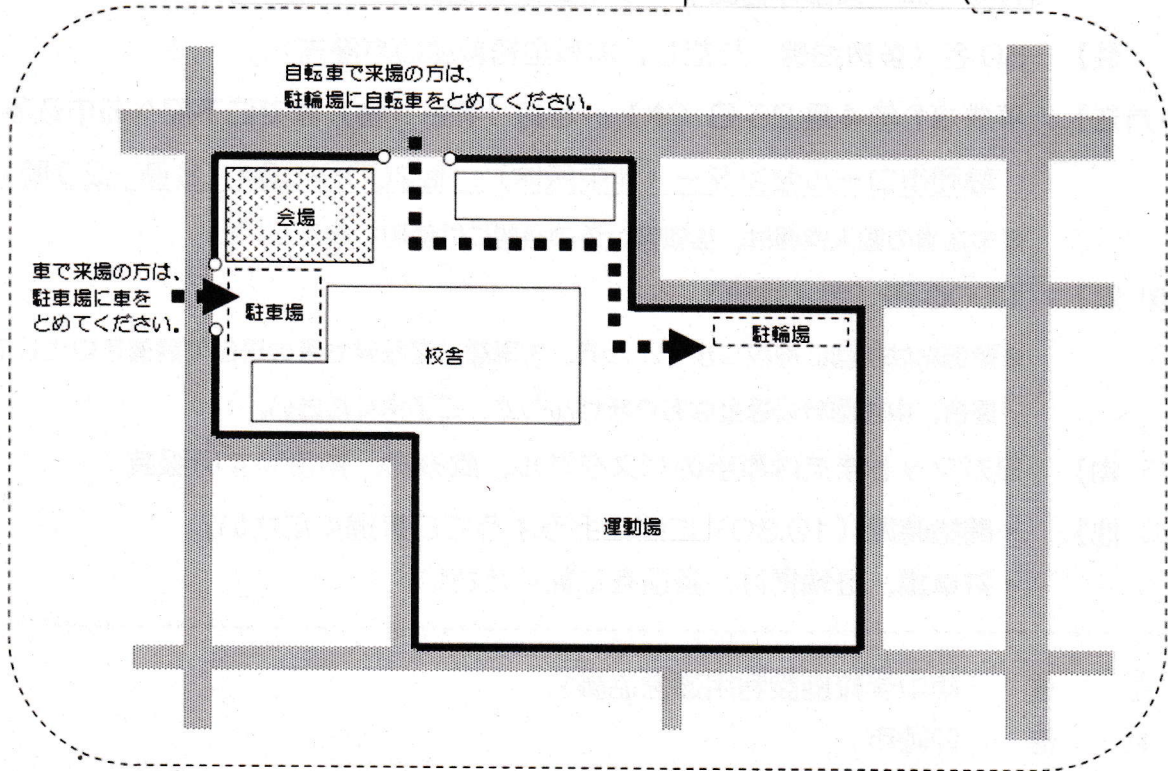 自転車で来場の方は、
駐輪場に自転車をとめてください。
会場
車で来場の方は、
駐車場に車を
とめてください。
駐車場
駐輪場
校舎
運動場